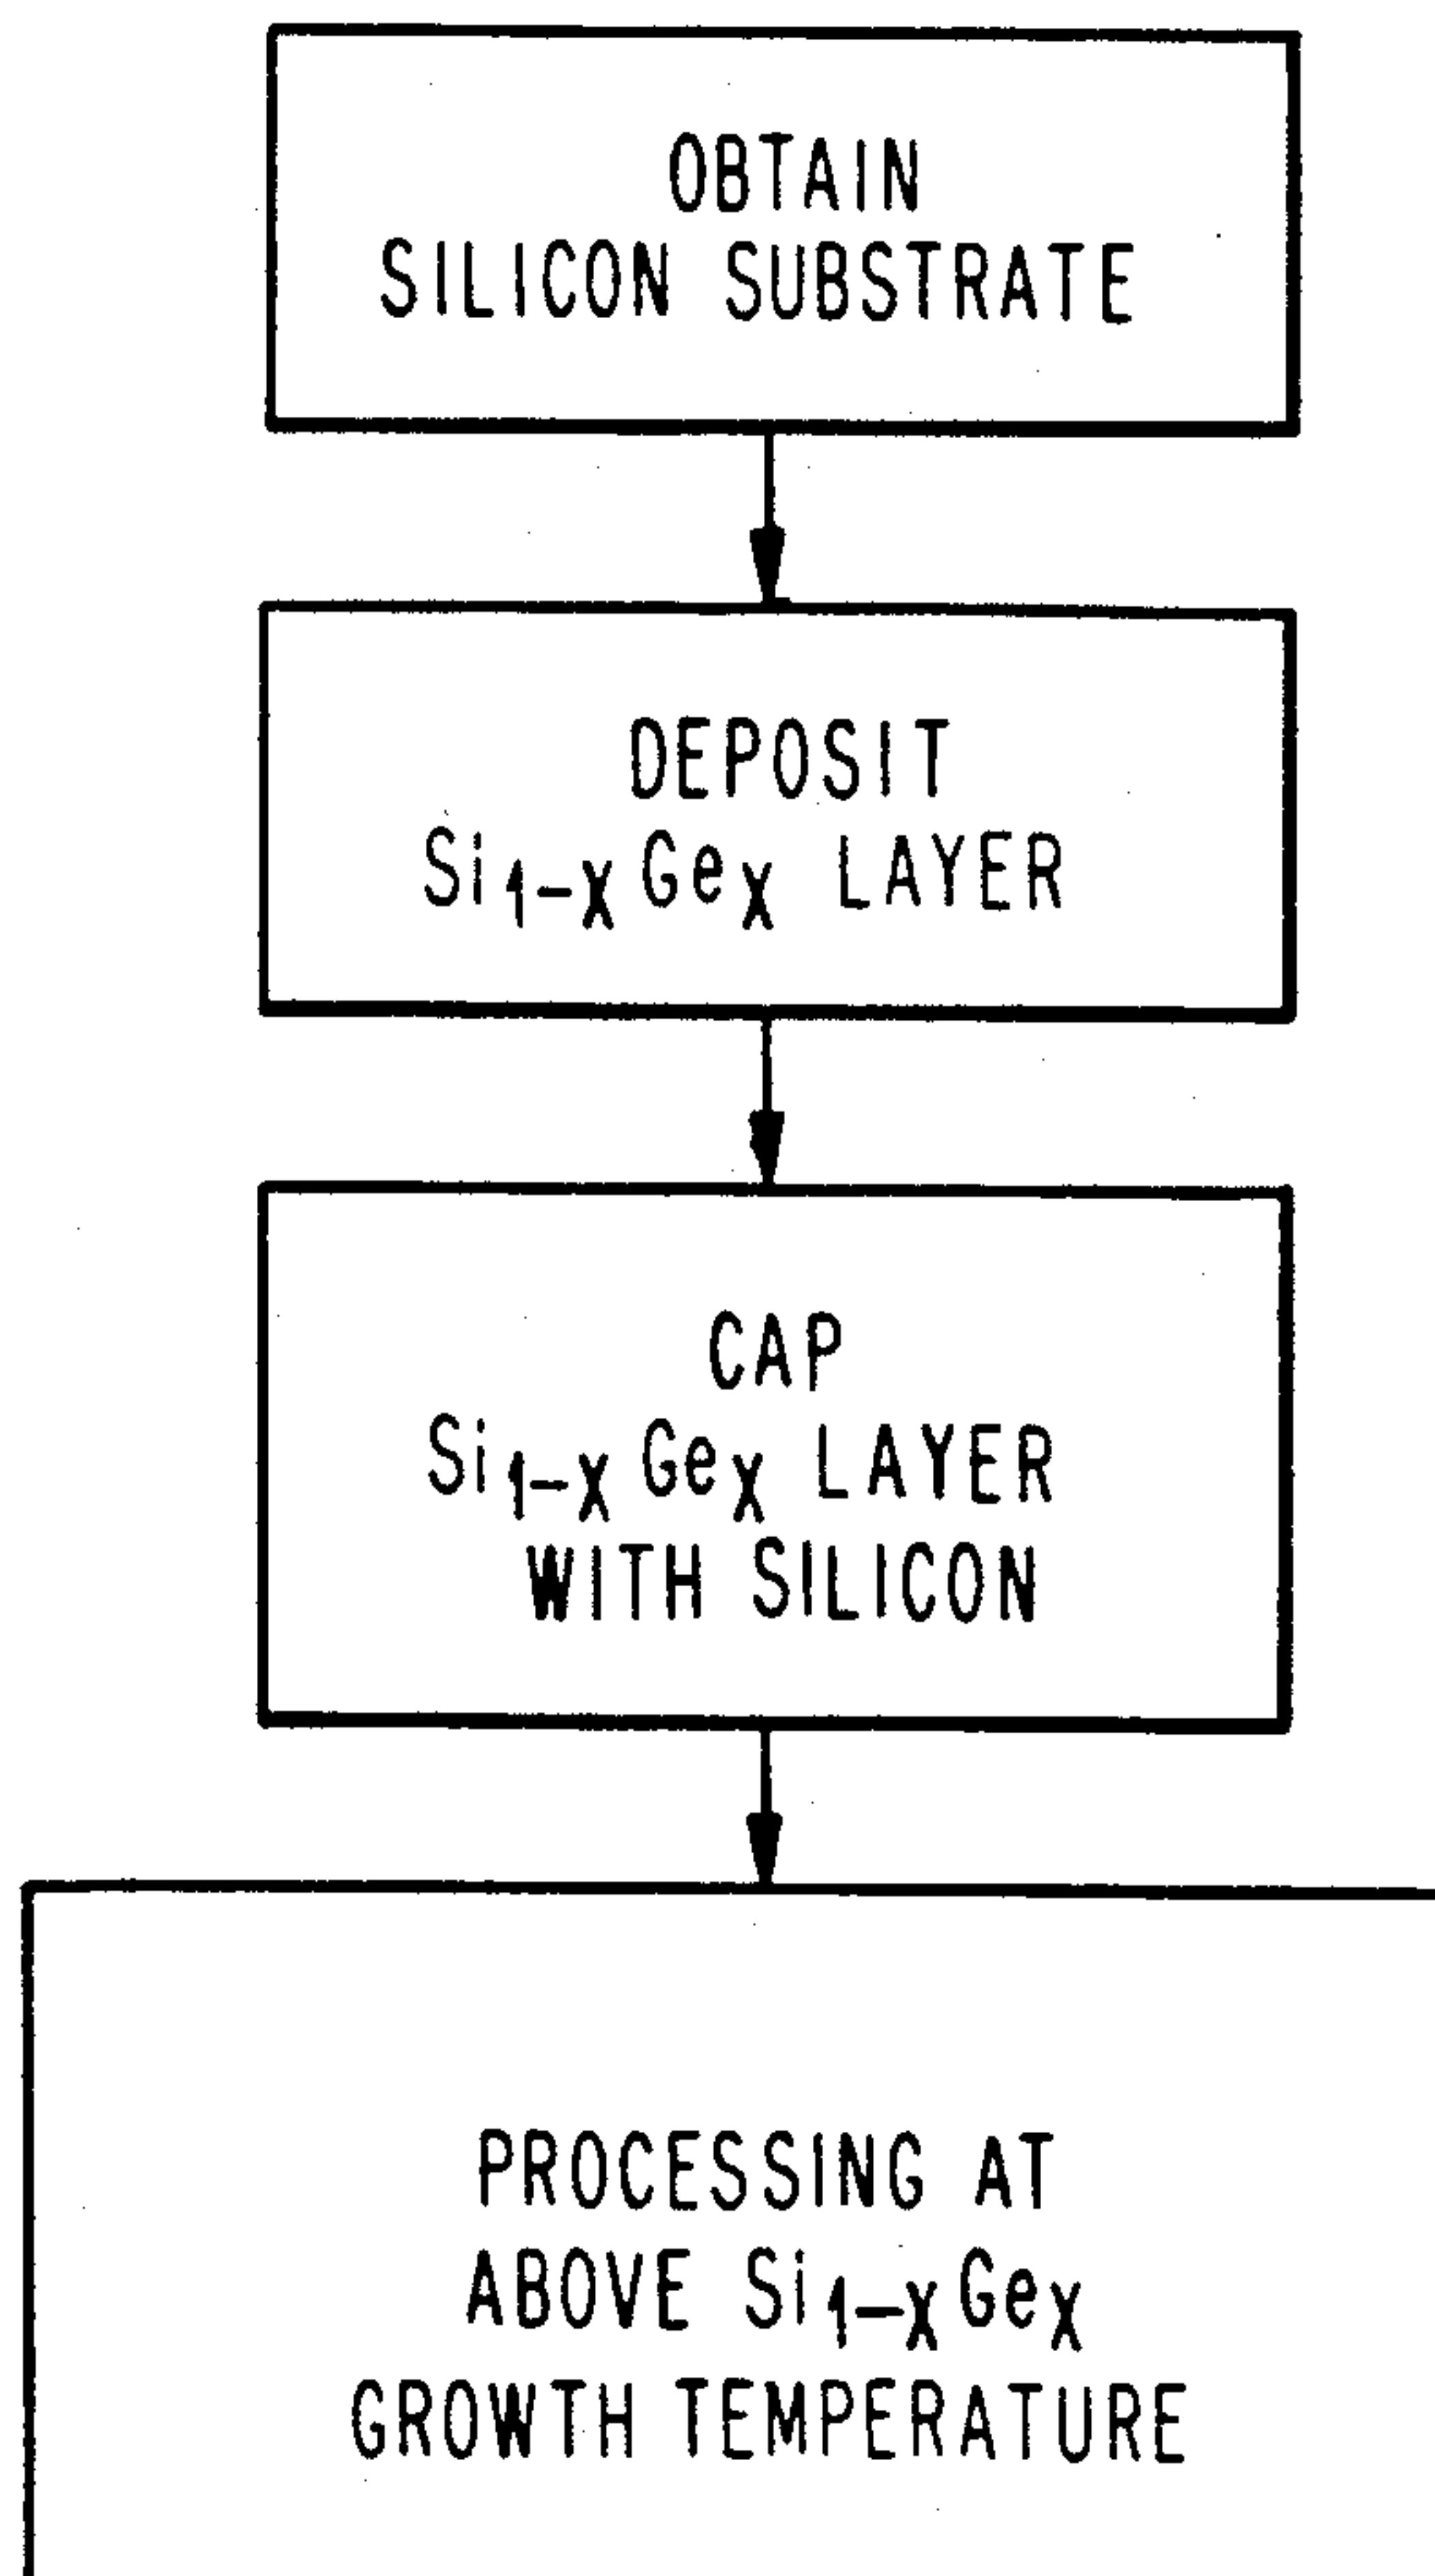 OBTAIN
SILICON SUBSTRATE
DEPOSIT
Si1-XGeX LAYER
CAP
Si1-XGeX LAYER
WITH SILICON
PROCESSING AT
ABOVE Si1-XGeX
GROWTH TEMPERATURE